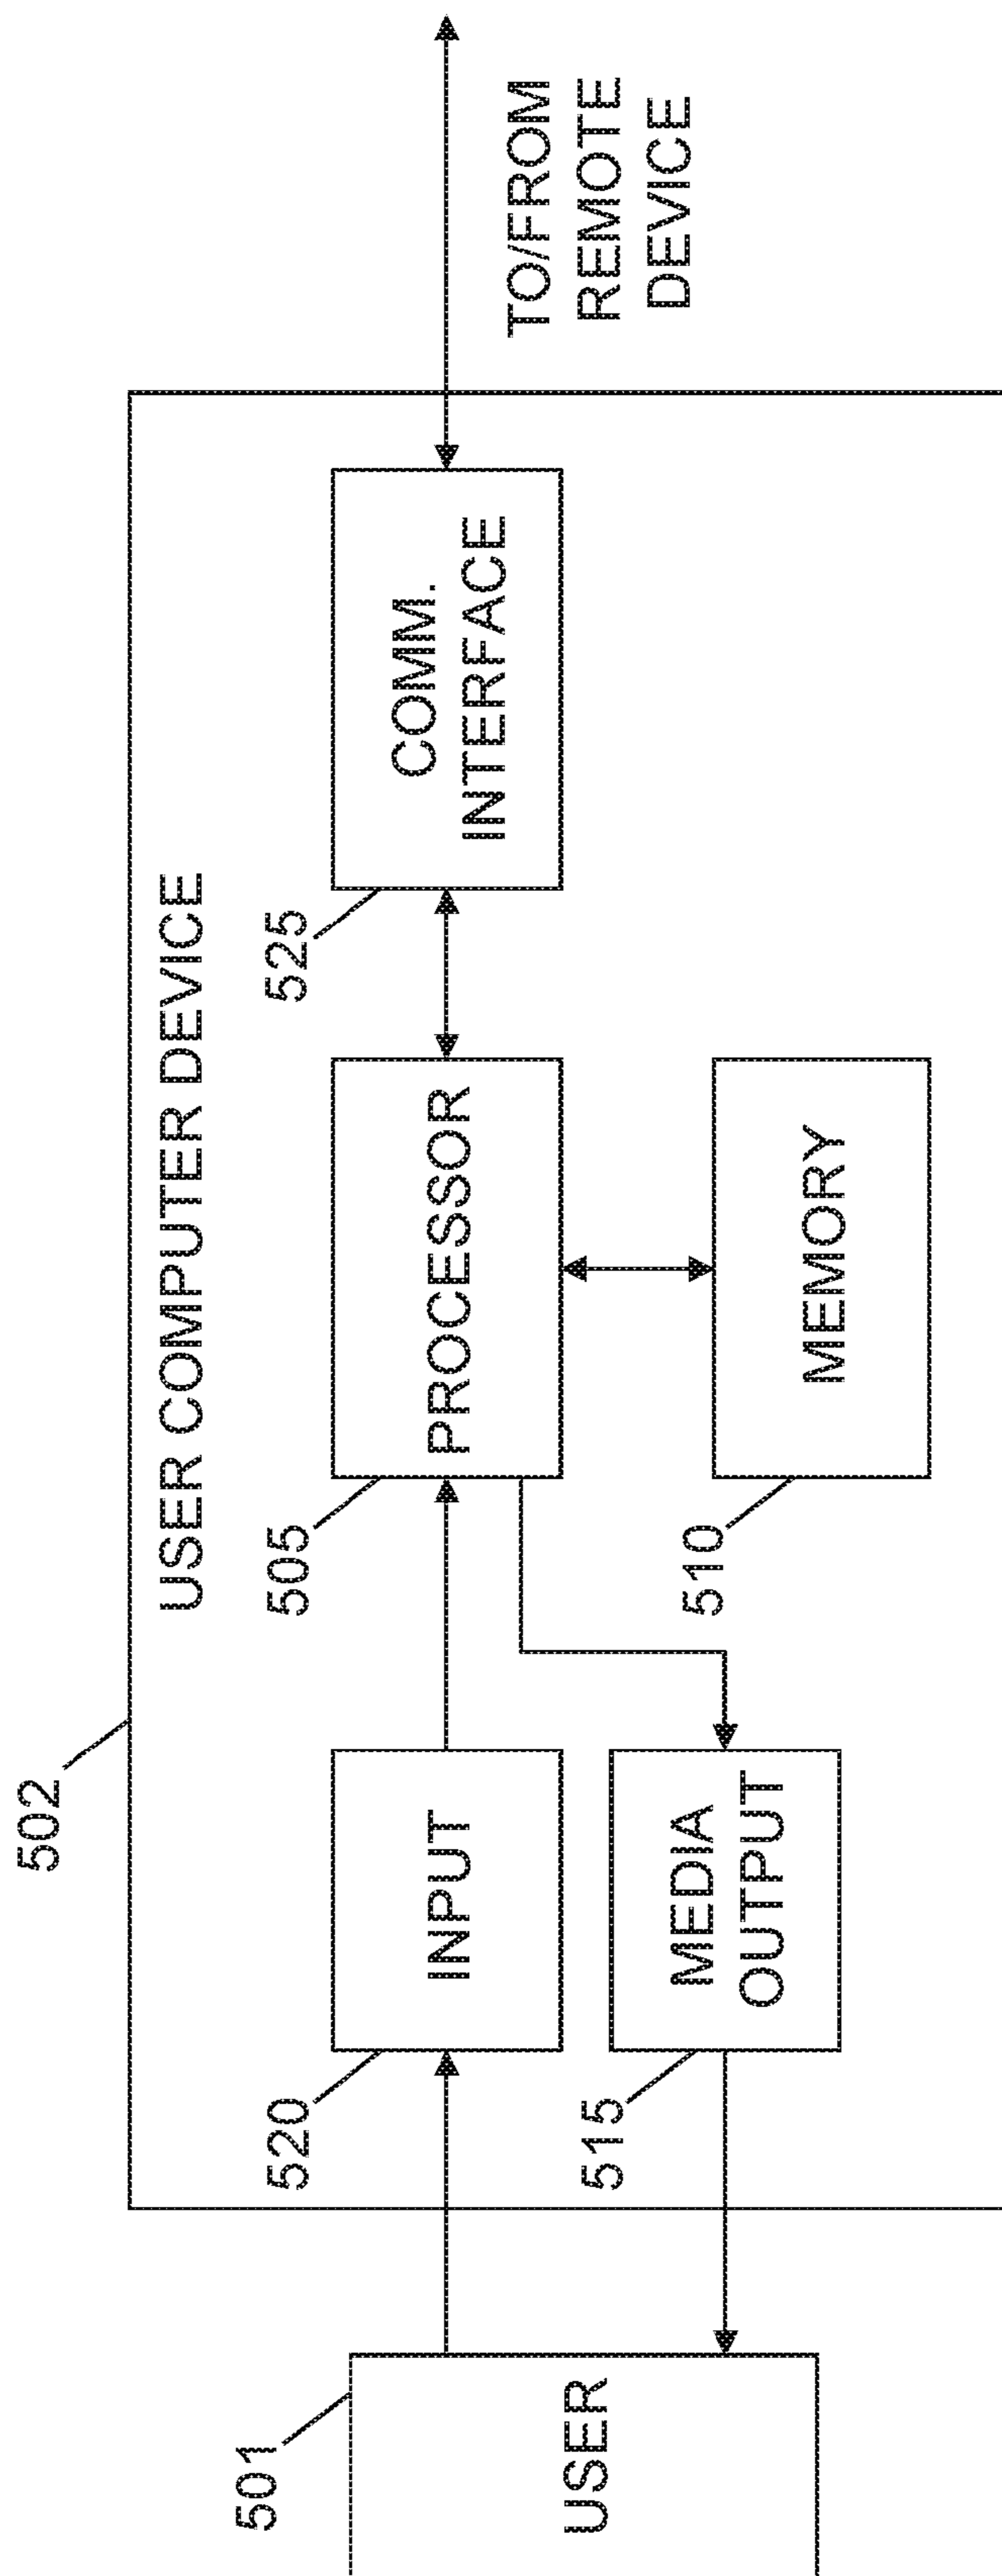 502
USER COMPUTER DEVICE
501
520
505
525
USER
INPUT
PROCESSOR
COMM.
INTERFACE
TO/FROM
REMOTE
DEVICE
515
MEDIA
OUTPUT
510
MEMORY